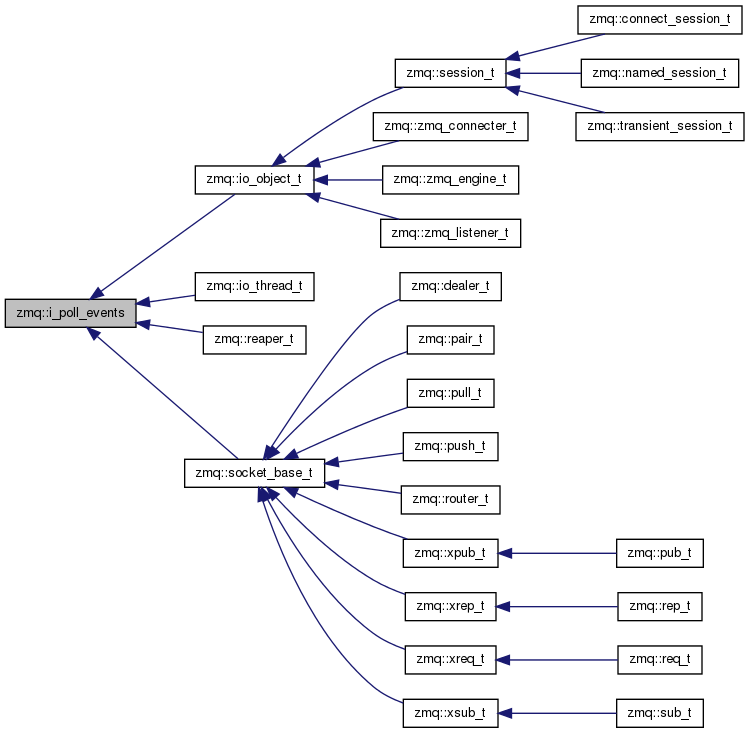 zmq::connect_session_t
zmq::session_t
zmq::named_session_t
zmq::zmq_connecter_t
zmq::transient_session_t
zmq::io_object_t
zmq::zmq_engine_t
zmq::zmq_listener_t
zmq::io_thread_t
zmq::dealer_t
zmq::i_poll_events
zmq::reaper_t
zmq::pair_t
zmq::pull_t
zmq::push_t
zmq::socket_base_t
zmq::router_t
zmq::xpub_t
zmq::pub_t
zmq::xrep_t
zmq::rep_t
zmq::xreq_t
zmq::req_t
zmq::xsub_t
zmq::sub_t